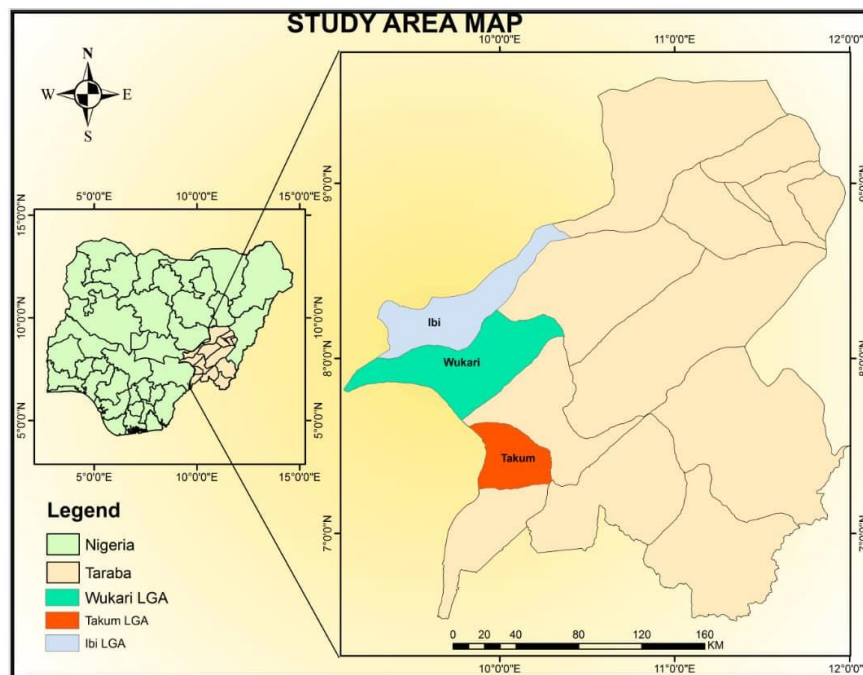 STUDY AREA MAP
N
W E
S
10°0'0"E 11°0'0"E 12°0'0"E
9°0'0"N
8°0'0"N
7°0'0"N
Ibi
Wukari
Takum
5°0'0"E 10°0'0"E 15°0'0"E
15°0'0"N
10°0'0"N 10°0'0"N
5°0'0"N 5°0'0"N
5°0'0"E 10°0'0"E 15°0'0"E
Legend
Nigeria
Taraba
Wukari LGA
Takum LGA
Ibi LGA
0 10 20 40 80 120 160
KM
10°0'0"E 11°0'0"E 12°0'0"E